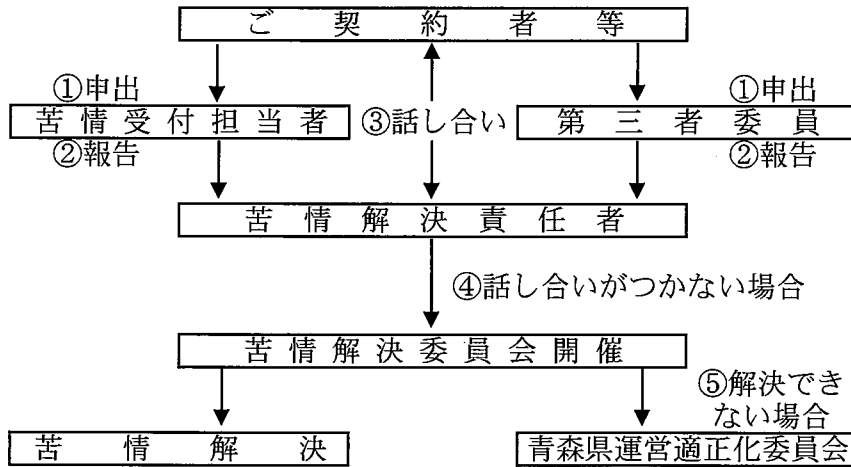 ご契約者等
①申出
①申出
苦情受付担当者
③話し合い
第三者委員
②報告
②報告
苦情解決責任者
④話し合いがつかない場合
苦情解決委員会開催
⑤解決でき
ない場合
苦情解決
青森県運営適正化委員会